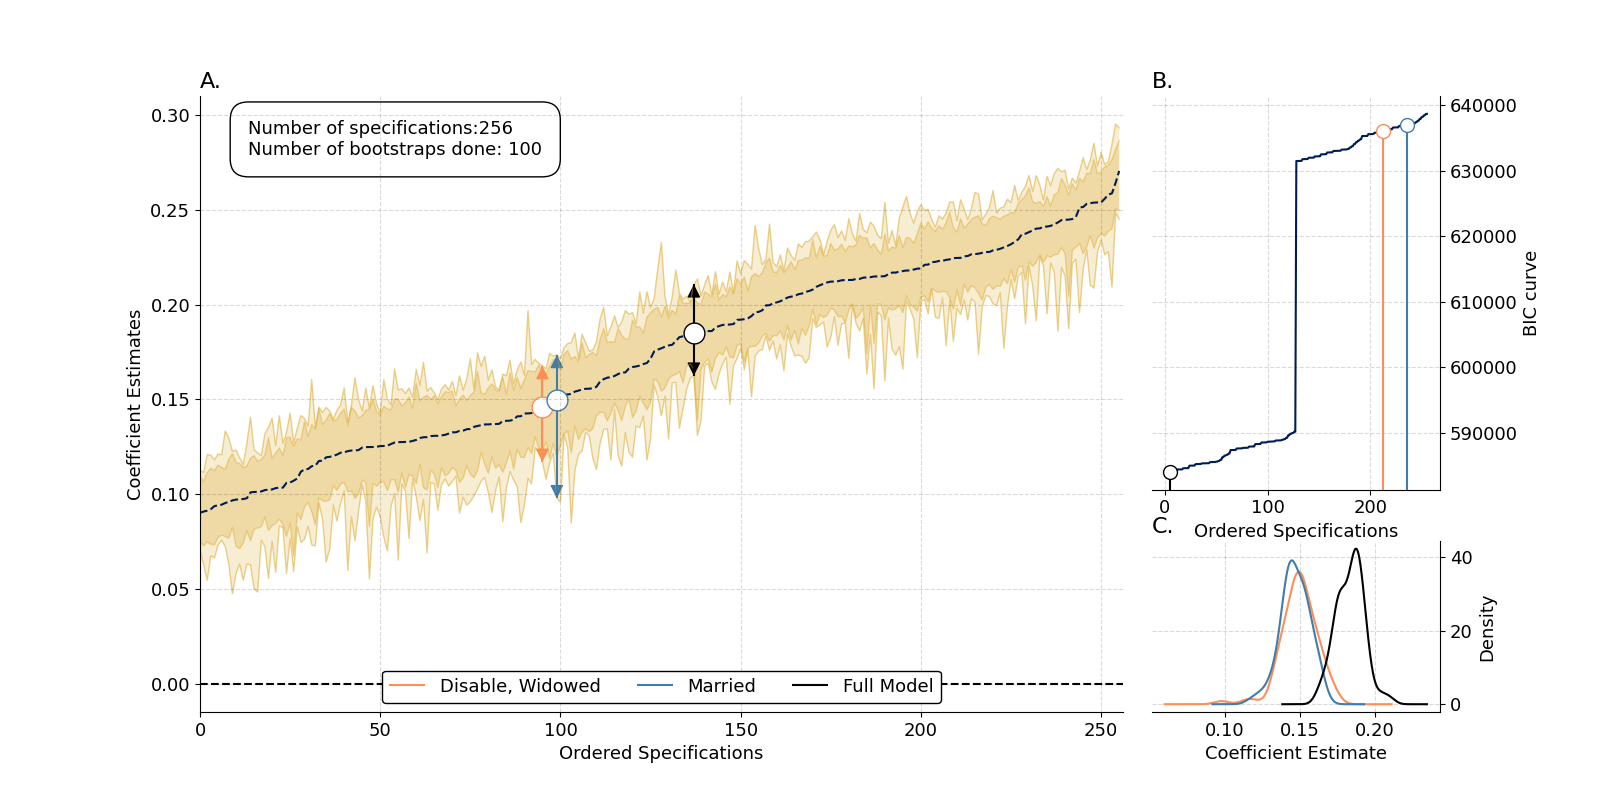 A.
Number of specifications:256
Number of bootstraps done: 100
0.30
0.25
0.20
0.15
0.10
0.05
0.00
Coefficient Estimates
Disable, Widowed
Married
Full Model
0
50
100
150
200
250
Ordered Specifications
B.
640000
630000
620000
610000
600000
590000
BIC curve
0
100
200
Ordered Specifications
C.
40
20
0
Density
0.10
0.15
0.20
Coefficient Estimate